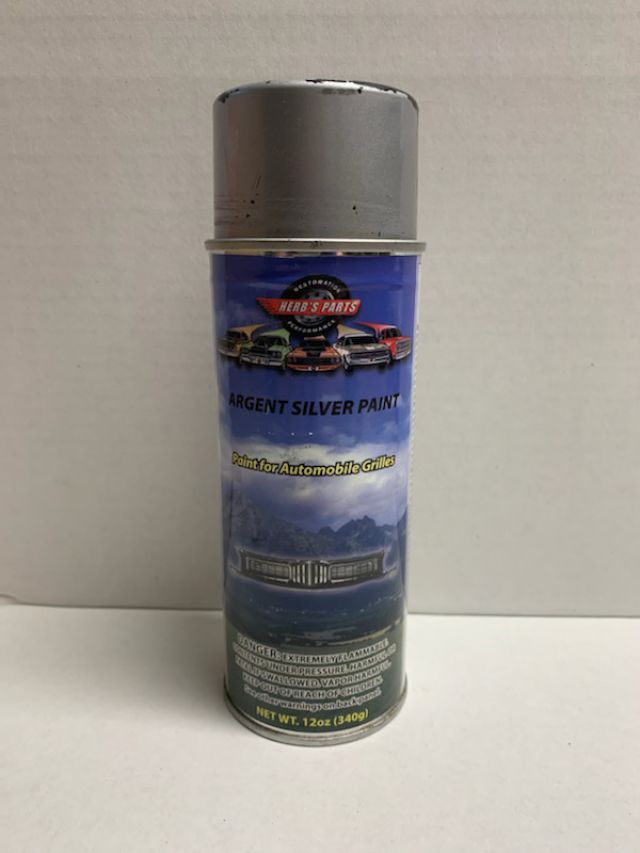 RESTORATION
HERB'S PARTS
PERFORMANCE
ARGENT SILVER PAINT
Paint for Automobile Grilles
DANGER: EXTREMELY FLAMMABLE.
CONTENTS UNDER PRESSURE. HARMFUL OR
FATAL IF SWALLOWED. VAPOR HARMFUL.
KEEP OUT OF REACH OF CHILDREN.
See other warnings on back panel.
NET WT. 12oz (340g)